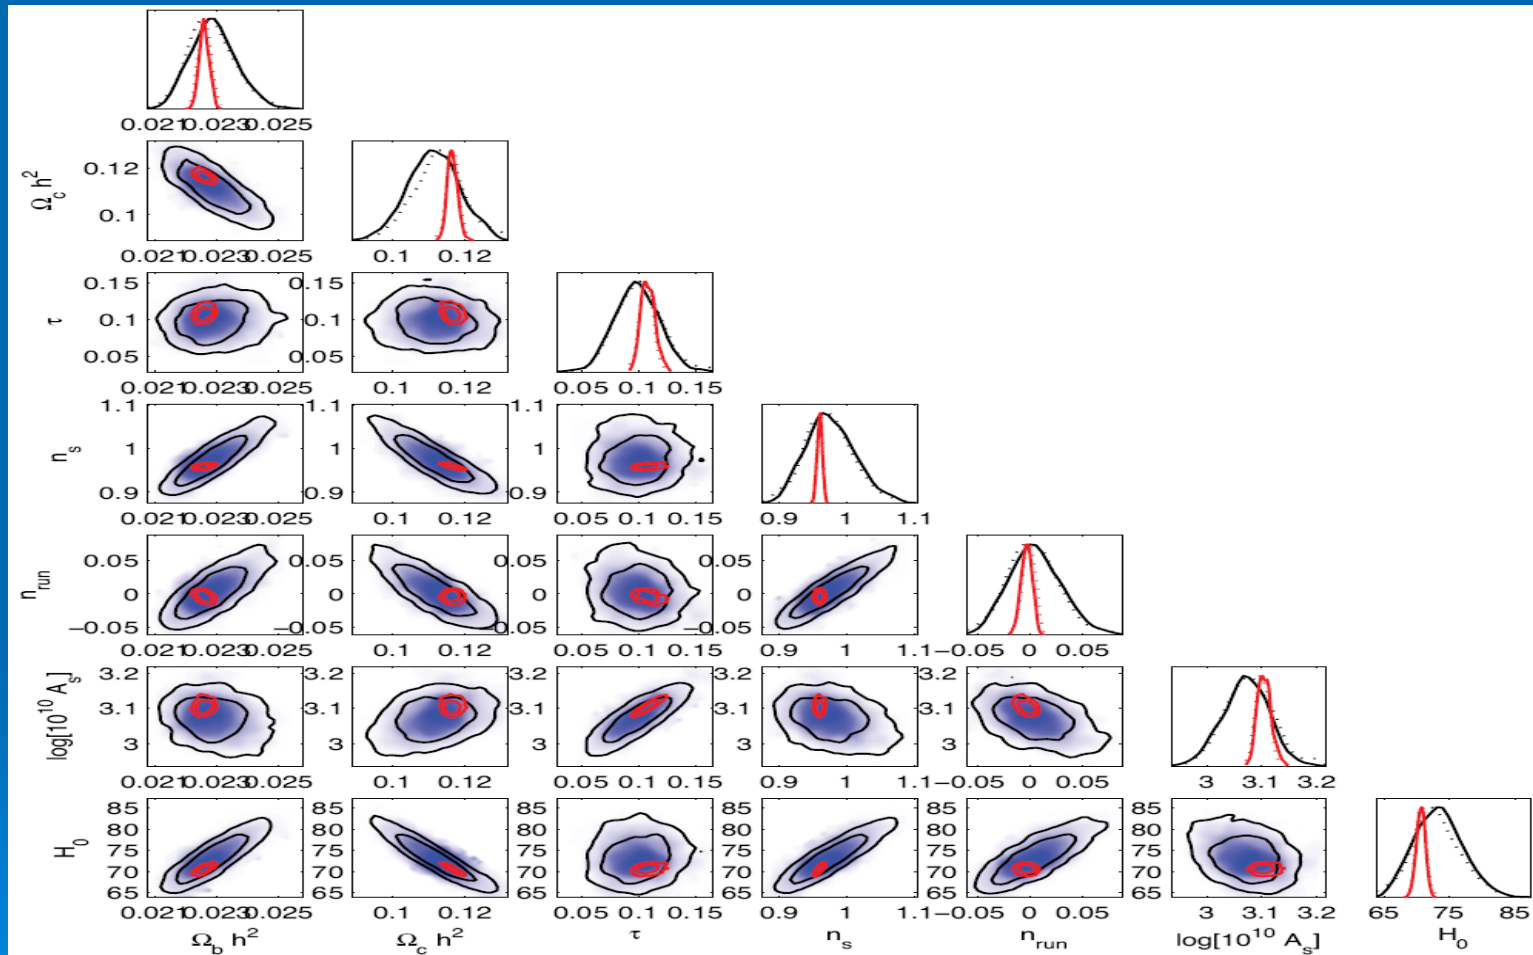 0.021 0.023 0.025
Ω_c h²
0.12
0.1
0.021 0.023 0.025 0.1 0.12
τ
0.15 0.15
0.1 0.1
0.05 0.05
0.021 0.023 0.025 0.1 0.12 0.05 0.1 0.15
n_s
1.1 1.1 1.1
1 1 1
0.9 0.9 0.9
0.021 0.023 0.025 0.1 0.12 0.05 0.1 0.15 0.9 1 1.1
n_run
0.05 0.05 0.05 0.05
0 0 0 0
−0.05 −0.05 −0.05 −0.05
0.021 0.023 0.025 0.1 0.12 0.05 0.1 0.15 0.9 1 1.1 −0.05 0 0.05
log[10¹⁰ A_s]
3.2 3.2 3.2 3.2 3.2
3.1 3.1 3.1 3.1 3.1
3 3 3 3 3
0.021 0.023 0.025 0.1 0.12 0.05 0.1 0.15 0.9 1 1.1 −0.05 0 0.05 3 3.1 3.2
H_0
85 85 85 85 85 85
80 80 80 80 80 80
75 75 75 75 75 75
70 70 70 70 70 70
65 65 65 65 65 65
0.021 0.023 0.025 0.1 0.12 0.05 0.1 0.15 0.9 1 1.1 −0.05 0 0.05 3 3.1 3.2 65 75 85
Ω_b h² Ω_c h² τ n_s n_run log[10¹⁰ A_s] H_0